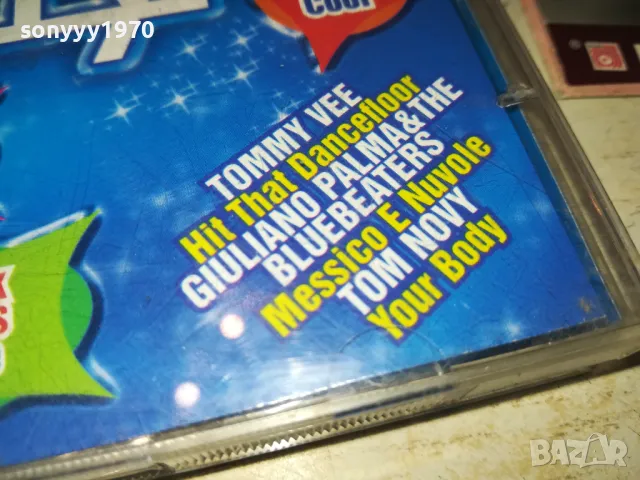 sonyyy1970
Cool
TOMMY VEE
Hit That Dancefloor
GIULIANO PALMA&THE
BLUEBEATERS
Messico E Nuvole
TOM NOVY
Your Body
BAZAR